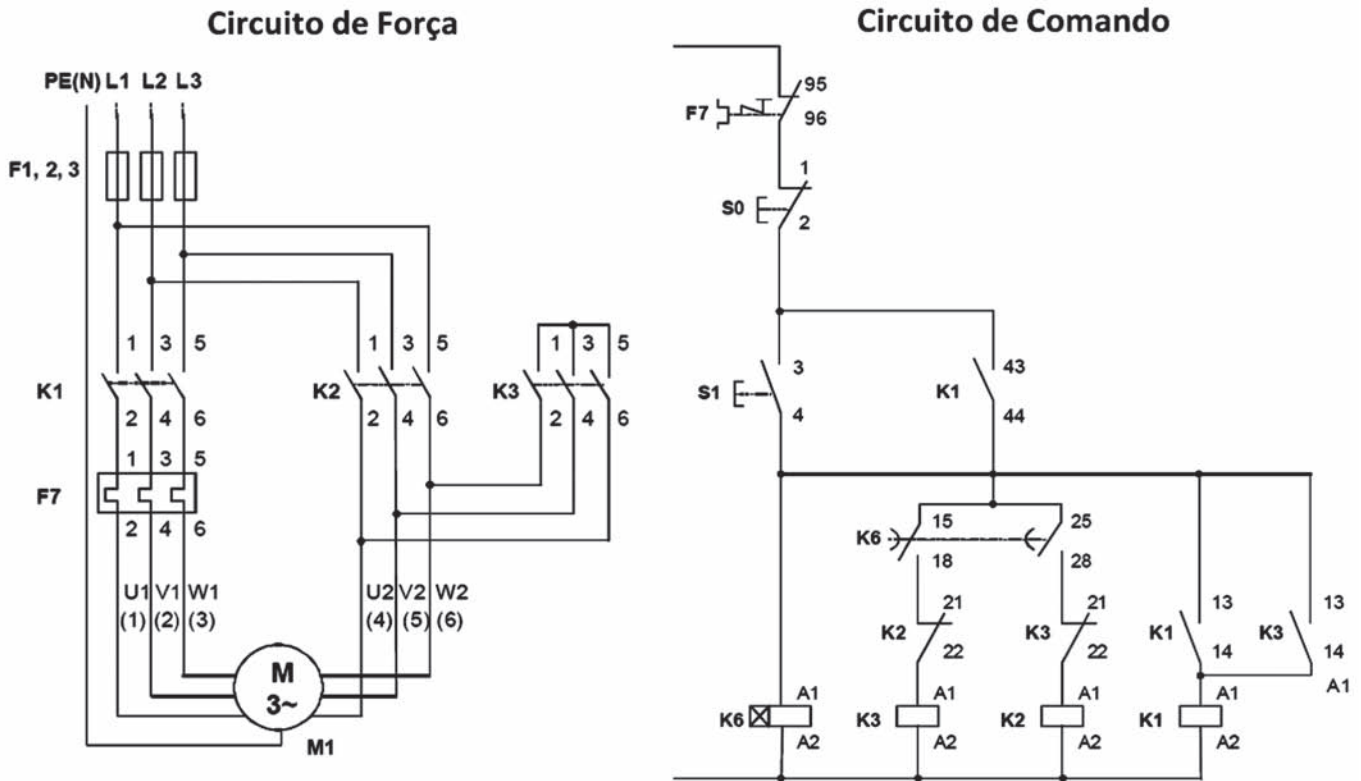 Circuito de Força
PE(N) L1 L2 L3
F1, 2, 3
1 3 5
K1
2 4 6
1 3 5
F7
2 4 6
U1 V1 W1
(1) (2) (3)
1 3 5
K2
2 4 6
1 3 5
K3
2 4 6
U2 V2 W2
(4) (5) (6)
M
3~
M1
Circuito de Comando
95
F7
96
1
S0
2
3
S1
4
43
K1
44
15
K6
18
25
28
21
K2
22
21
K3
22
13
K1
14
13
K3
14
A1
A1
K6
A2
A1
K3
A2
A1
K2
A2
A1
K1
A2